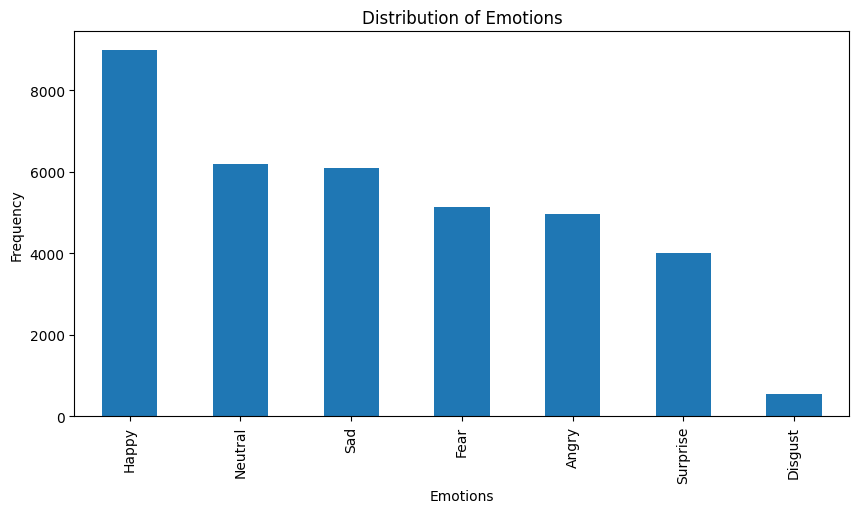 Distribution of Emotions
Frequency
8000
6000
4000
2000
0
Happy
Neutral
Sad
Fear
Angry
Surprise
Disgust
Emotions